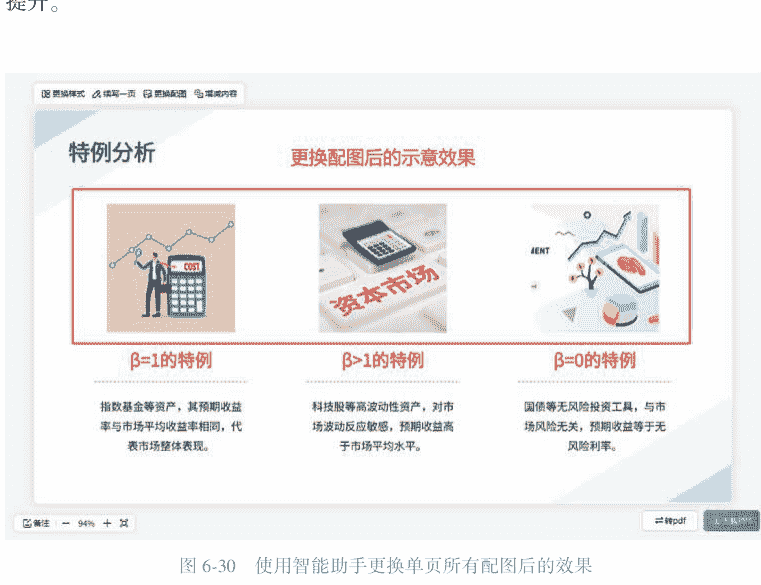 提升。
更换样式 续写一页 更换配图 增减内容
特例分析
更换配图后的示意效果
COST
资本市场
MENT
β=1的特例
β>1的特例
β=0的特例
指数基金等资产，其预期收益
率与市场平均收益率相同，代
表市场整体表现。
科技股等高波动性资产，对市
场波动反应敏感，预期收益高
于市场平均水平。
国债等无风险投资工具，与市
场风险无关，预期收益等于无
风险利率。
备注 94%
转pdf
图 6-30 使用智能助手更换单页所有配图后的效果